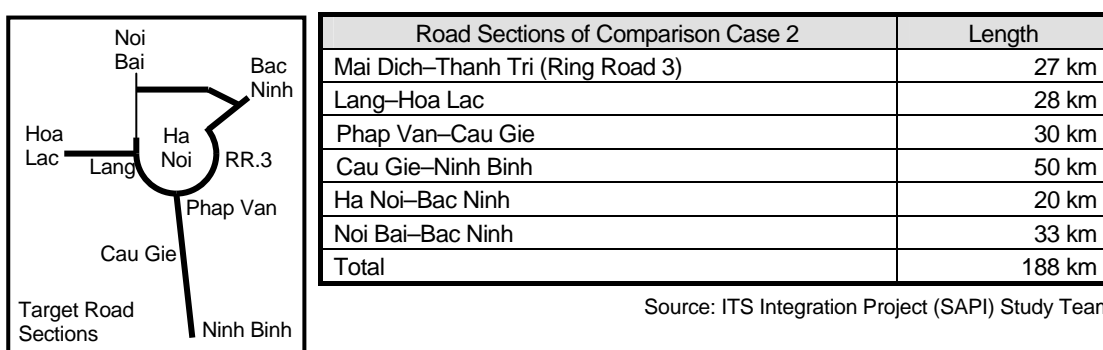 Noi
Bai
Bac
Ninh
Hoa
Lac
Lang
Ha
Noi
RR.3
Phap Van
Cau Gie
Target Road
Sections
Ninh Binh
Road Sections of Comparison Case 2 Length
Mai Dich–Thanh Tri (Ring Road 3) 27 km
Lang–Hoa Lac 28 km
Phap Van–Cau Gie 30 km
Cau Gie–Ninh Binh 50 km
Ha Noi–Bac Ninh 20 km
Noi Bai–Bac Ninh 33 km
Total 188 km
Source: ITS Integration Project (SAPI) Study Team